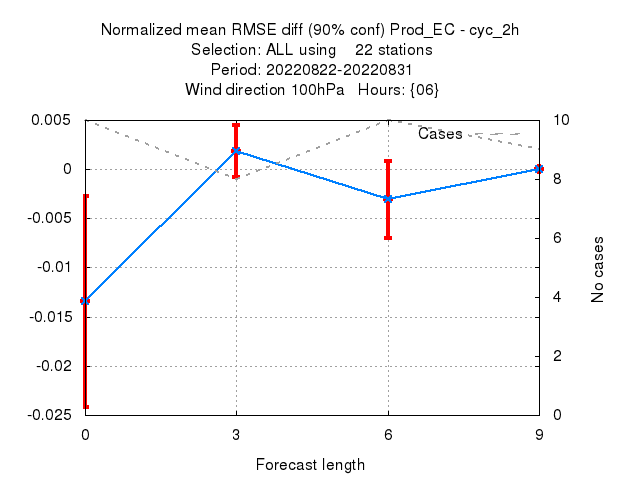 Normalized mean RMSE diff (90% conf) Prod_EC - cyc_2h
Selection: ALL using    22 stations
Period: 20220822-20220831
Wind direction 100hPa   Hours: {06}
0.005
0
-0.005
-0.01
-0.015
-0.02
-0.025
Cases
10
8
6
4
2
0
No cases
0 3 6 9
Forecast length